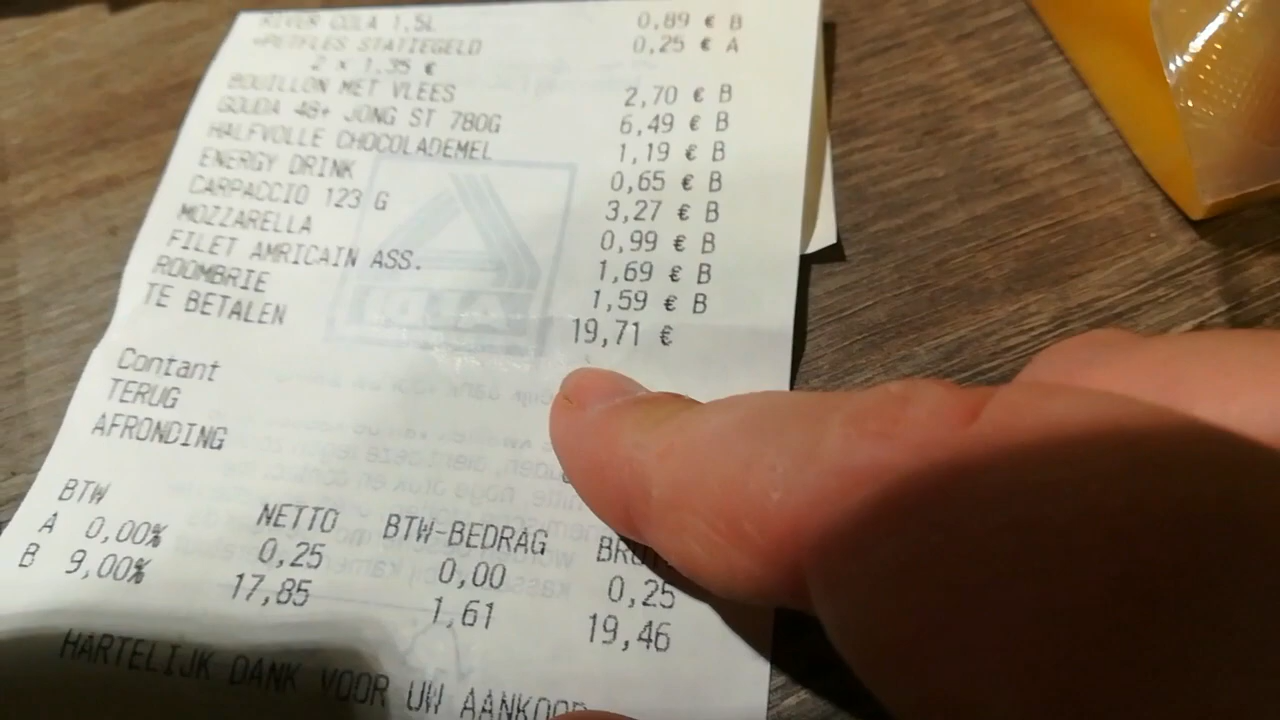 RIVER COLA 1,5L 0,89 € B
+PETFLES STATIEGELD 0,25 € A
2 x 1,35 €
BOUILLON MET VLEES 2,70 € B
GOUDA 48+ JONG ST 780G 6,49 € B
HALFVOLLE CHOCOLADEMEL 1,19 € B
ENERGY DRINK 0,65 € B
CARPACCIO 123 G 3,27 € B
MOZZARELLA 0,99 € B
FILET AMRICAIN ASS. 1,69 € B
ROOMBRIE 1,59 € B
TE BETALEN 19,71 €
Contant
TERUG
AFRONDING
BTW NETTO BTW-BEDRAG
A 0,00% 0,25 0,00 0,25
B 9,00% 17,85 1,61 19,46
HARTELIJK DANK VOOR UW AANKOOP